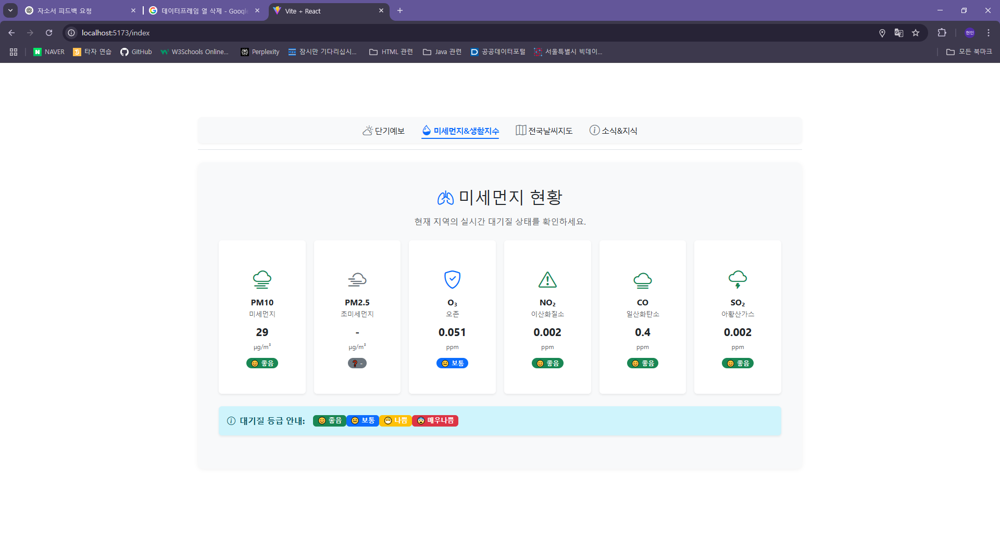 자소서 피드백 요청
데이터프레임 열 삭제 - Google
Vite + React
localhost:5173/index
현민
NAVER
타자 연습
GitHub
W3Schools Online...
Perplexity
잠시만 기다리십시...
HTML 관련
Java 관련
공공데이터포털
서울특별시 빅데이...
모든 북마크
단기예보
미세먼지&생활지수
전국날씨지도
소식&지식
미세먼지 현황
현재 지역의 실시간 대기질 상태를 확인하세요.
PM10
미세먼지
29
µg/m³
좋음
PM2.5
초미세먼지
-
µg/m³
❓ -
O₃
오존
0.051
ppm
보통
NO₂
이산화질소
0.002
ppm
좋음
CO
일산화탄소
0.4
ppm
좋음
SO₂
아황산가스
0.002
ppm
좋음
대기질 등급 안내: 좋음 보통 나쁨 매우나쁨